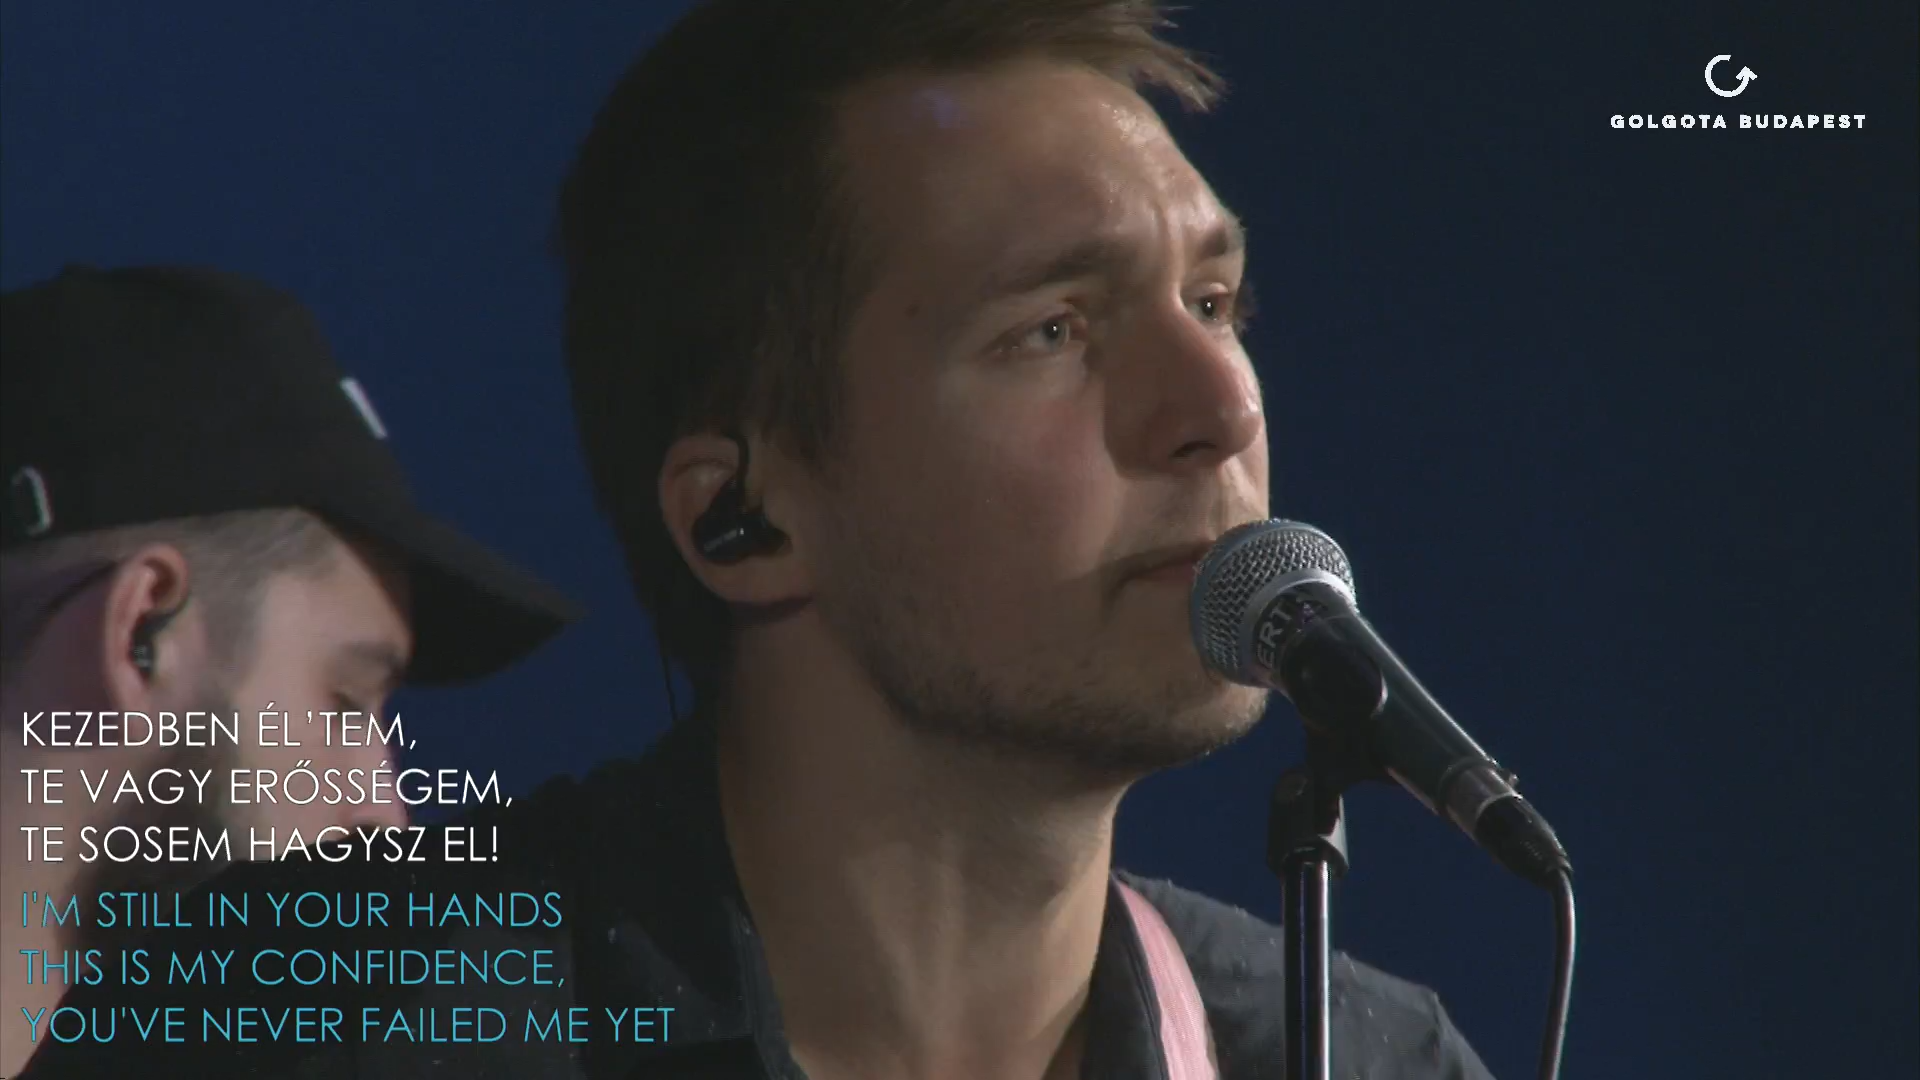 GOLGOTA BUDAPEST
ERT
KEZEDBEN ÉL'TEM,
TE VAGY ERŐSSÉGEM,
TE SOSEM HAGYSZ EL!
I'M STILL IN YOUR HANDS
THIS IS MY CONFIDENCE,
YOU'VE NEVER FAILED ME YET